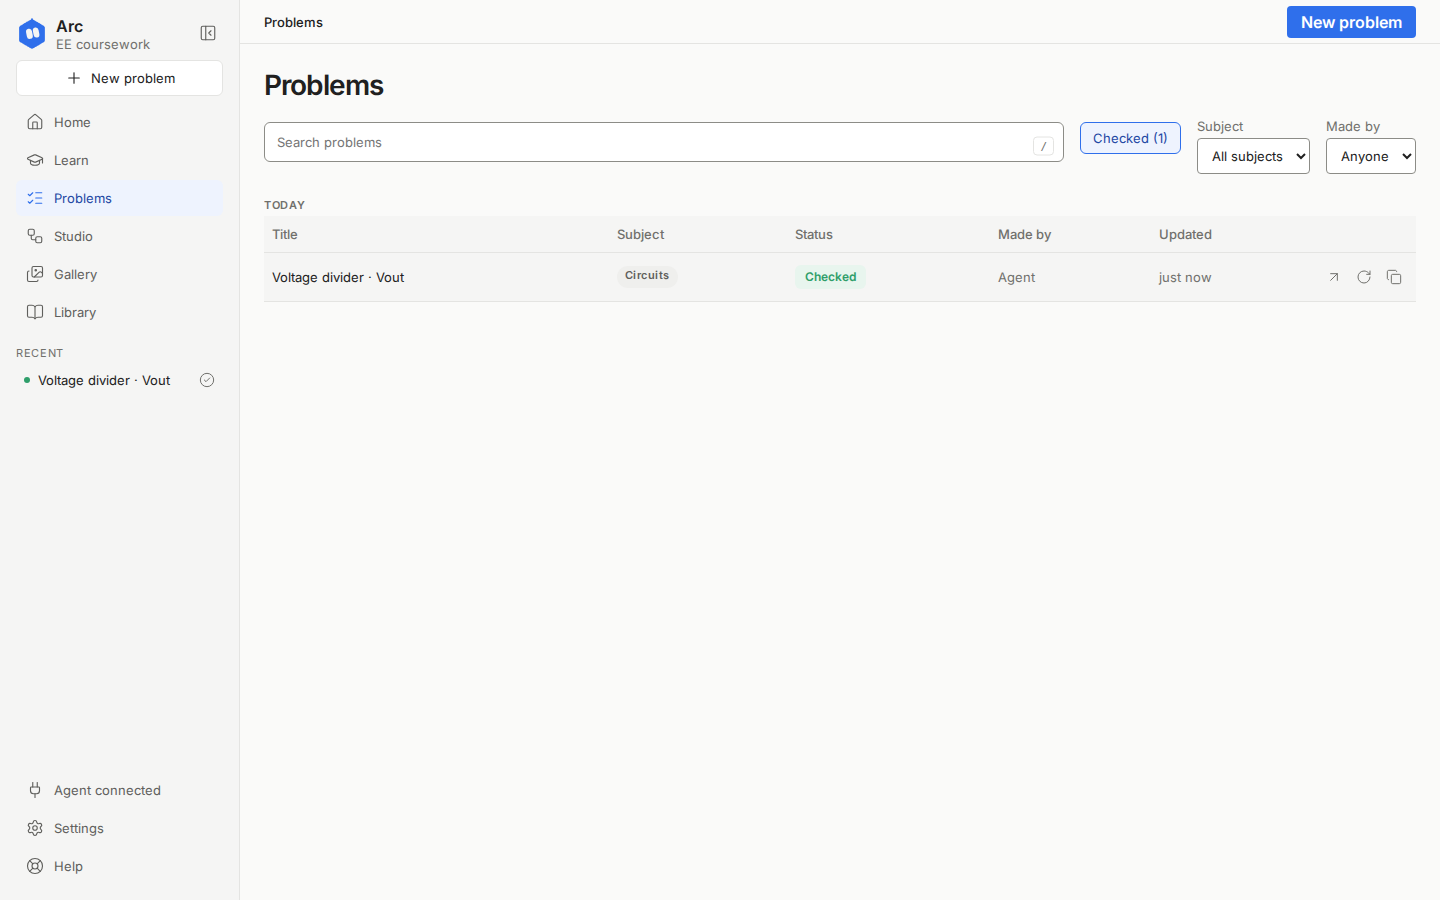 Arc
EE coursework
New problem
Home
Learn
Problems
Studio
Gallery
Library
RECENT
Voltage divider · Vout
Agent connected
Settings
Help
Problems
New problem
Problems
Search problems
/
Checked (1)
Subject
All subjects
Made by
Anyone
TODAY
Title Subject Status Made by Updated
Voltage divider · Vout Circuits Checked Agent just now